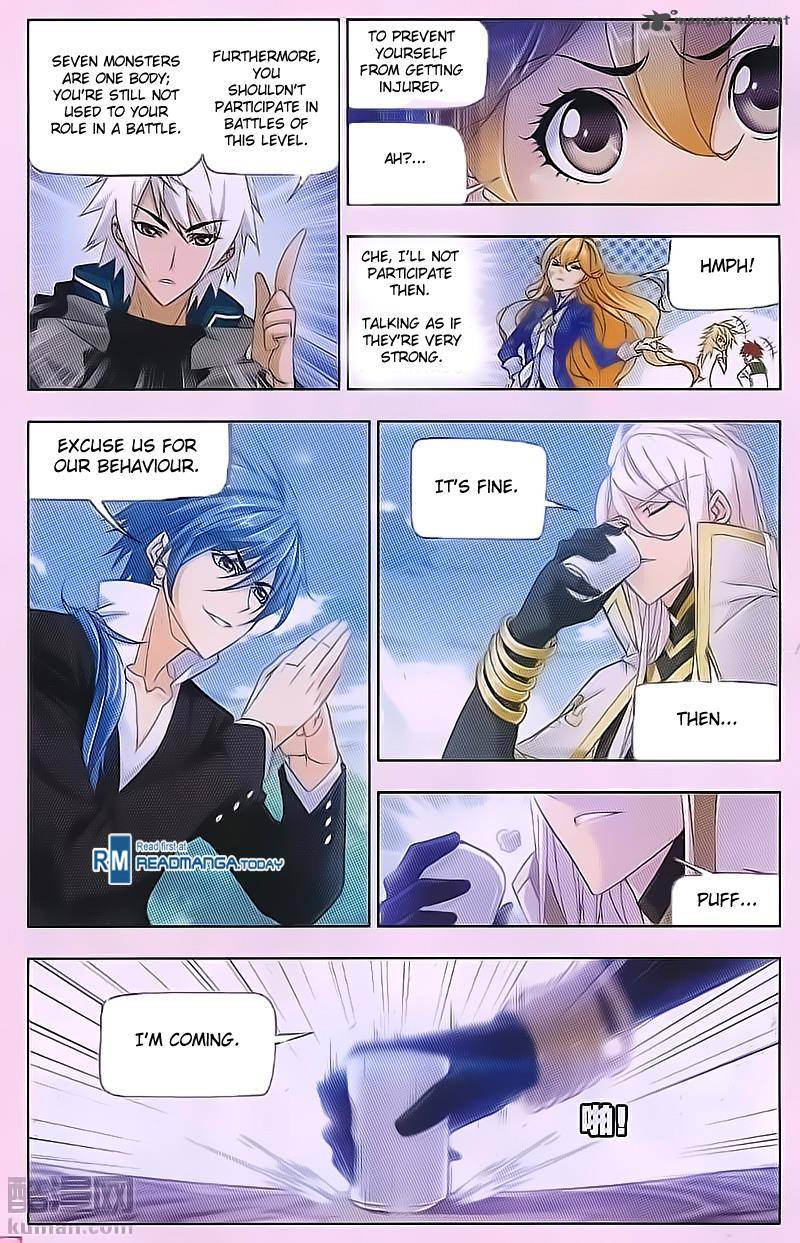 mangareader.net
SEVEN MONSTERS
ARE ONE BODY;
YOU'RE STILL NOT
USED TO YOUR
ROLE IN A BATTLE.
FURTHERMORE,
YOU
SHOULDN'T
PARTICIPATE IN
BATTLES OF
THIS LEVEL.
TO PREVENT
YOURSELF
FROM GETTING
INJURED.
AH?...
CHE, I'LL NOT
PARTICIPATE
THEN.
TALKING AS IF
THEY'RE VERY
STRONG.
HMPH!
EXCUSE US FOR
OUR BEHAVIOUR.
IT'S FINE.
THEN...
RM
Read first at
READMANGA.TODAY
PUFF...
I'M COMING.
啪!
酷漫网
kuman.com